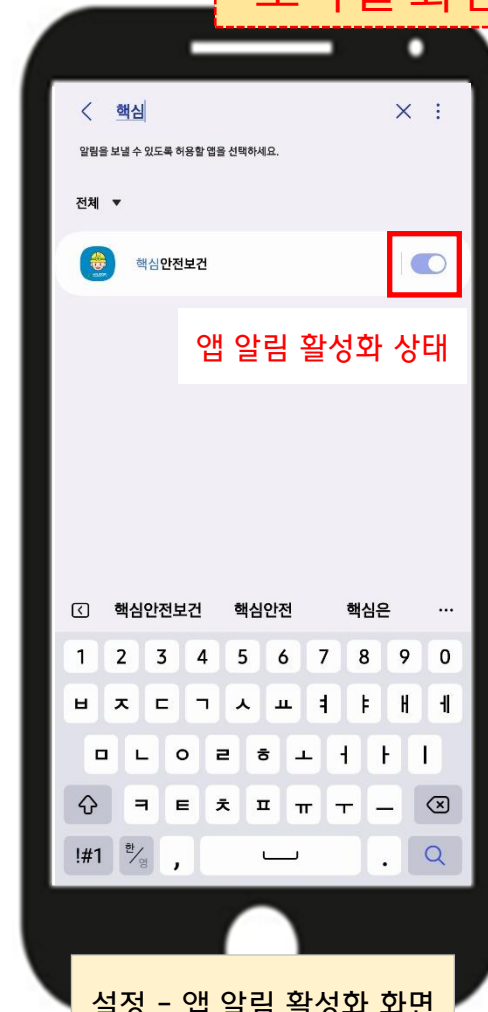 핵심
알림을 보낼 수 있도록 허용할 앱을 선택하세요.
전체 ▼
핵심안전보건
앱 알림 활성화 상태
핵심안전보건 핵심안전 핵심은 ...
1 2 3 4 5 6 7 8 9 0
ㅂ ㅈ ㄷ ㄱ ㅅ ㅛ ㅕ ㅑ ㅐ ㅔ
ㅁ ㄴ ㅇ ㄹ ㅎ ㅗ ㅓ ㅏ ㅣ
ㅋ ㅌ ㅊ ㅍ ㅠ ㅜ ㅡ
!#1 한/영 , .
설정 - 앱 알림 활성화 화면